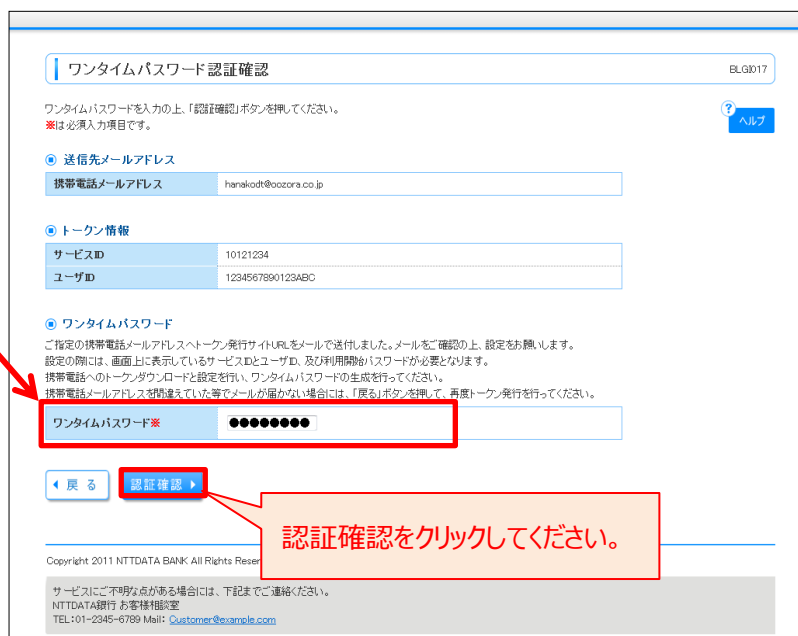 ワンタイムパスワード認証確認
BLGI017
ワンタイムパスワードを入力の上、「認証確認」ボタンを押してください。
※は必須入力項目です。
? ヘルプ
送信先メールアドレス
携帯電話メールアドレス hanakodt@oozora.co.jp
トークン情報
サービスID 10121234
ユーザID 1234567890123ABC
ワンタイムパスワード
ご指定の携帯電話メールアドレスへトークン発行サイトURLをメールで送付しました。メールをご確認の上、設定をお願いします。
設定の際には、画面上に表示しているサービスIDとユーザID、及び利用開始パスワードが必要となります。
携帯電話へのトークンダウンロードと設定を行い、ワンタイムパスワードの生成を行ってください。
携帯電話メールアドレスを間違えていた等でメールが届かない場合には、「戻る」ボタンを押して、再度トークン発行を行ってください。
ワンタイムパスワード※ ●●●●●●●●
戻る 認証確認
認証確認をクリックしてください。
Copyright 2011 NTTDATA BANK All Rights Reser
サービスにご不明な点がある場合には、下記までご連絡ください。
NTTDATA銀行 お客様相談室
TEL:01-2345-6789 Mail: Customer@example.com